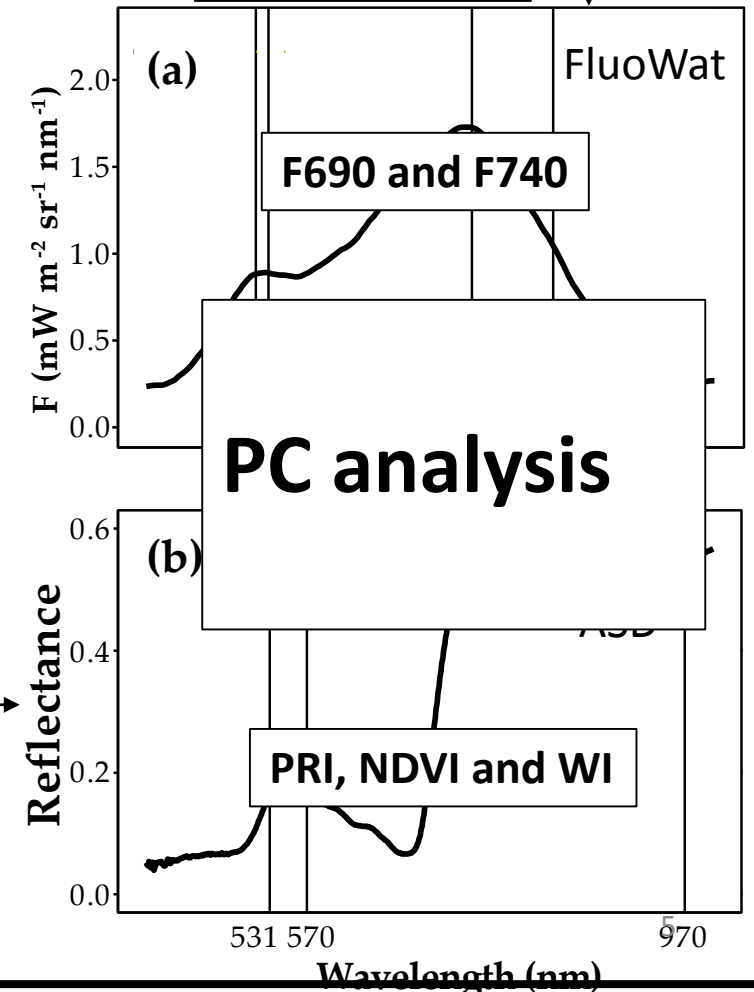 (a)
FluoWat
F (mW m-2 sr-1 nm-1)
2.0
1.5
1.0
0.5
0.0
F690 and F740
PC analysis
(b)
ASD
Reflectance
0.6
0.4
0.2
0.0
PRI, NDVI and WI
531 570
970
5
Wavelength (nm)